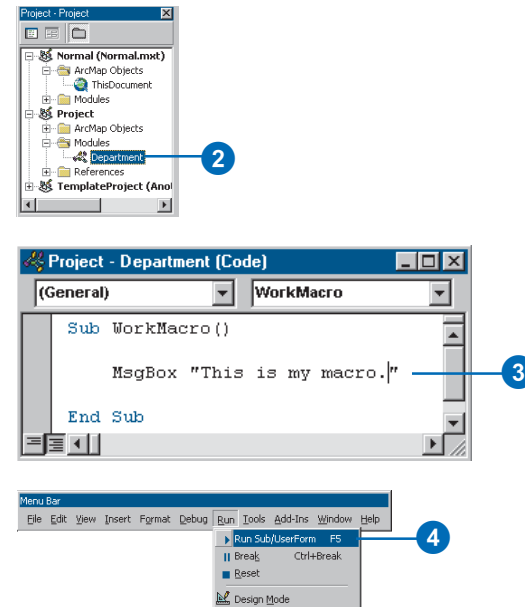 Project - Project
Normal (Normal.mxt)
ArcMap Objects
ThisDocument
Modules
Project
ArcMap Objects
Modules
Department
References
TemplateProject (Ano
2
Project - Department (Code)
(General) WorkMacro
Sub WorkMacro()
MsgBox "This is my macro."
End Sub
3
Menu Bar
File Edit View Insert Format Debug Run Tools Add-Ins Window Help
Run Sub/UserForm F5
Break Ctrl+Break
Reset
Design Mode
4